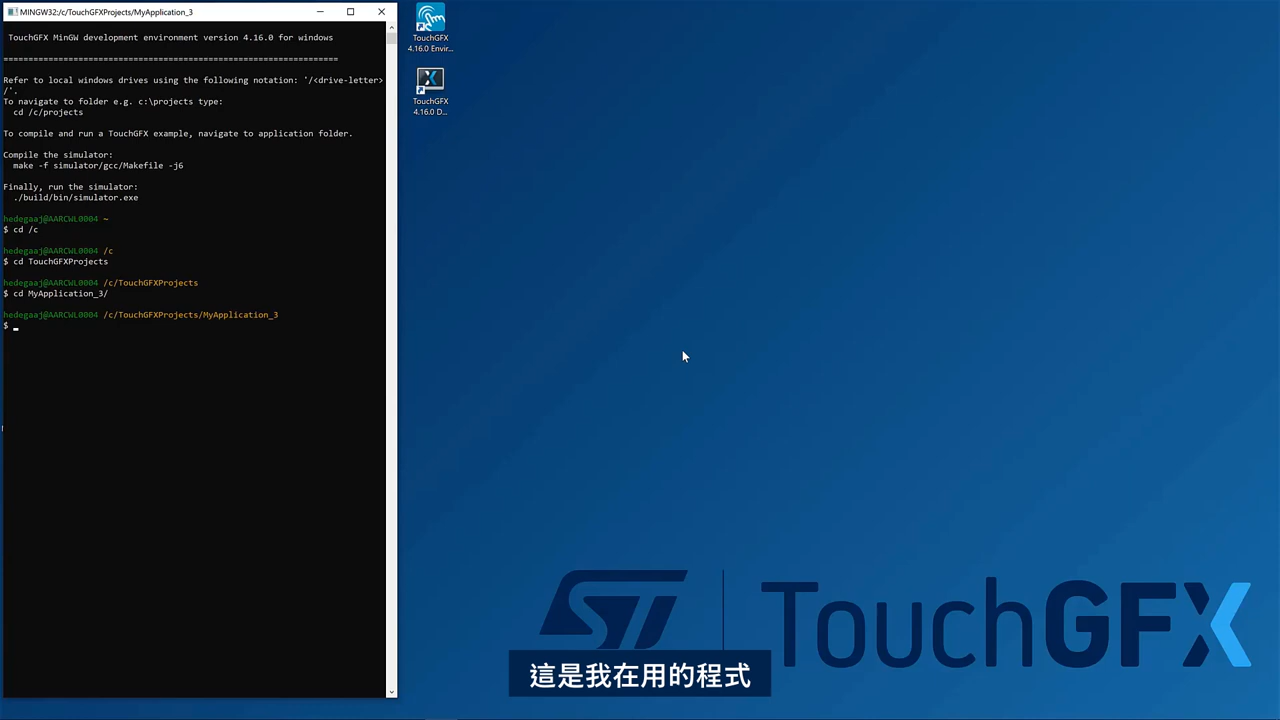 MINGW32:/c/TouchGFXProjects/MyApplication_3
TouchGFX MinGW development environment version 4.16.0 for windows
===============================================================
Refer to local windows drives using the following notation: '/<drive-letter>
/'.
To navigate to folder e.g. c:\projects type:
cd /c/projects
To compile and run a TouchGFX example, navigate to application folder.
Compile the simulator:
make -f simulator/gcc/Makefile -j6
Finally, run the simulator:
./build/bin/simulator.exe
hedegaaj@AARCWL0004 ~
$ cd /c
hedegaaj@AARCWL0004 /c
$ cd TouchGFXProjects
hedegaaj@AARCWL0004 /c/TouchGFXProjects
$ cd MyApplication_3/
hedegaaj@AARCWL0004 /c/TouchGFXProjects/MyApplication_3
$
TouchGFX
4.16.0 Envir...
TouchGFX
4.16.0 D...
ST
TouchGFX
這是我在用的程式